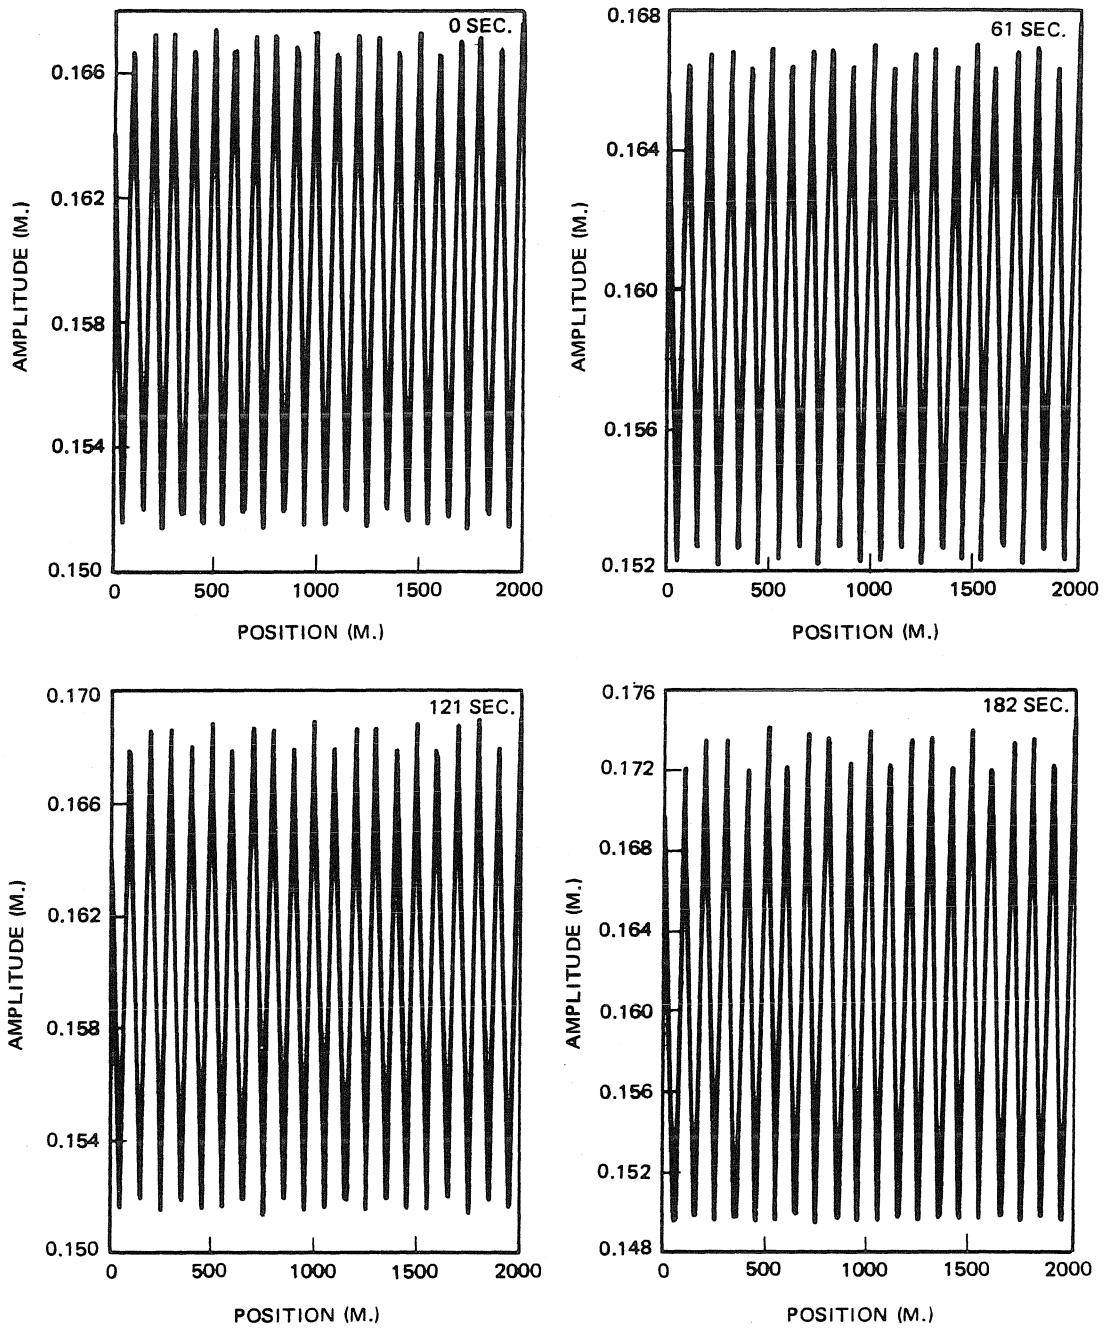 0 SEC.
0.166
0.162
0.158
0.154
0.150
AMPLITUDE (M.)
0 500 1000 1500 2000
POSITION (M.)
61 SEC.
0.168
0.164
0.160
0.156
0.152
AMPLITUDE (M.)
0 500 1000 1500 2000
POSITION (M.)
121 SEC.
0.170
0.166
0.162
0.158
0.154
0.150
AMPLITUDE (M.)
0 500 1000 1500 2000
POSITION (M.)
182 SEC.
0.176
0.172
0.168
0.164
0.160
0.156
0.152
0.148
AMPLITUDE (M.)
0 500 1000 1500 2000
POSITION (M.)